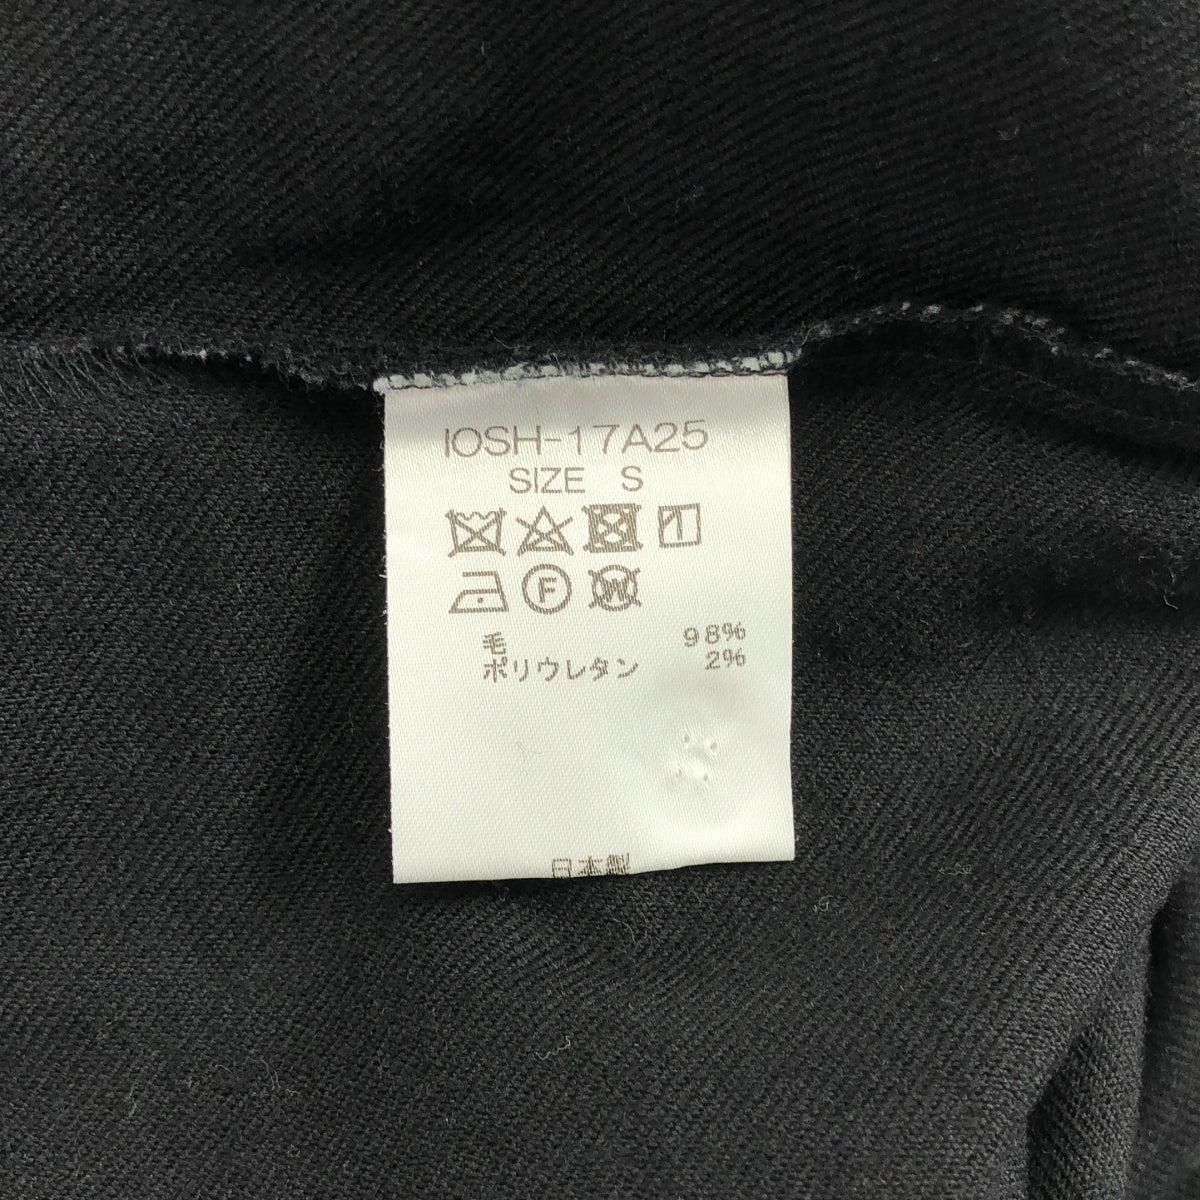 IOSH-17A25
SIZE S
F W
毛 98%
ポリウレタン 2%
日本製